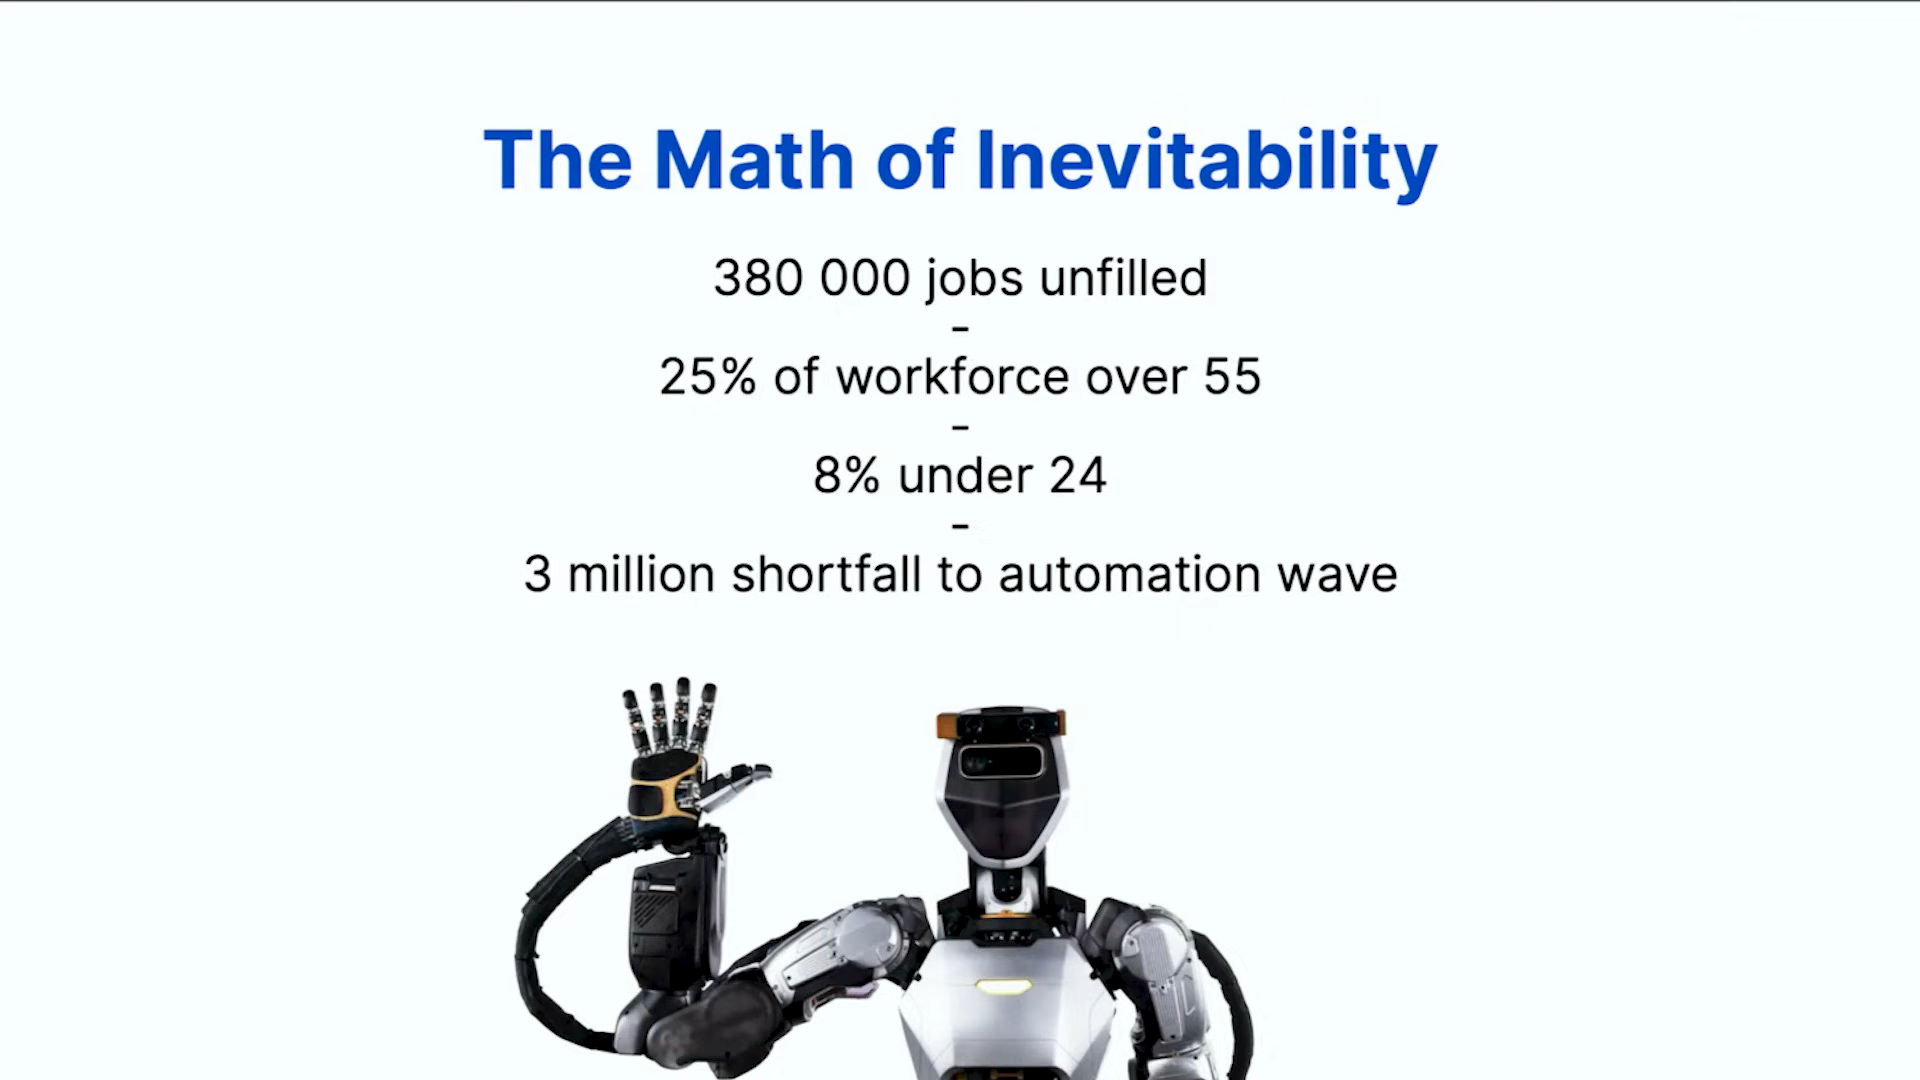 The Math of Inevitability
380 000 jobs unfilled
-
25% of workforce over 55
-
8% under 24
-
3 million shortfall to automation wave